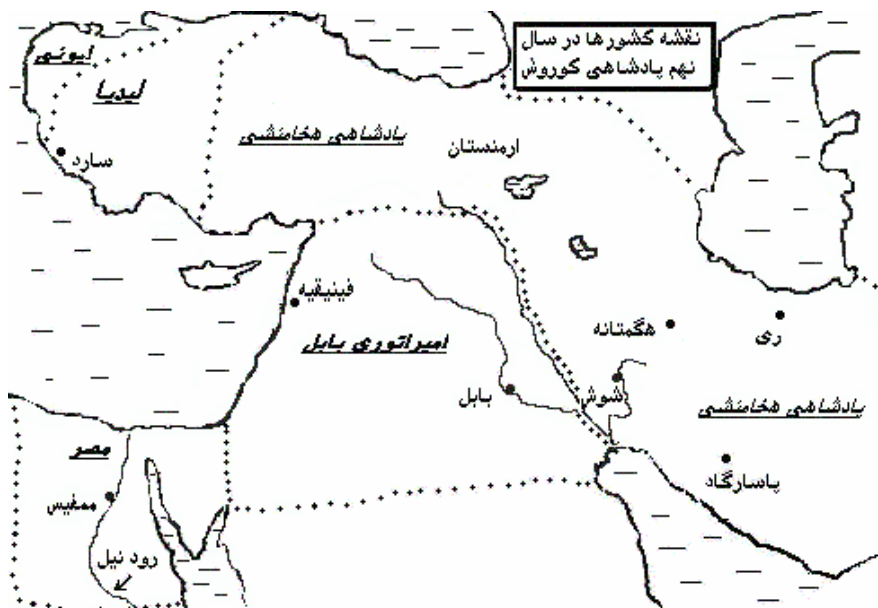 نقشه کشورها در سال
نهم پادشاهی کوروش
ایونی
لیدیا
سارد
پادشاهی هخامنشی
ارمنستان
فینیقیه
امپراتوری بابل
بابل
هگمتانه
ری
شوش
پادشاهی هخامنشی
پاسارگاد
مصر
ممفیس
رود نیل